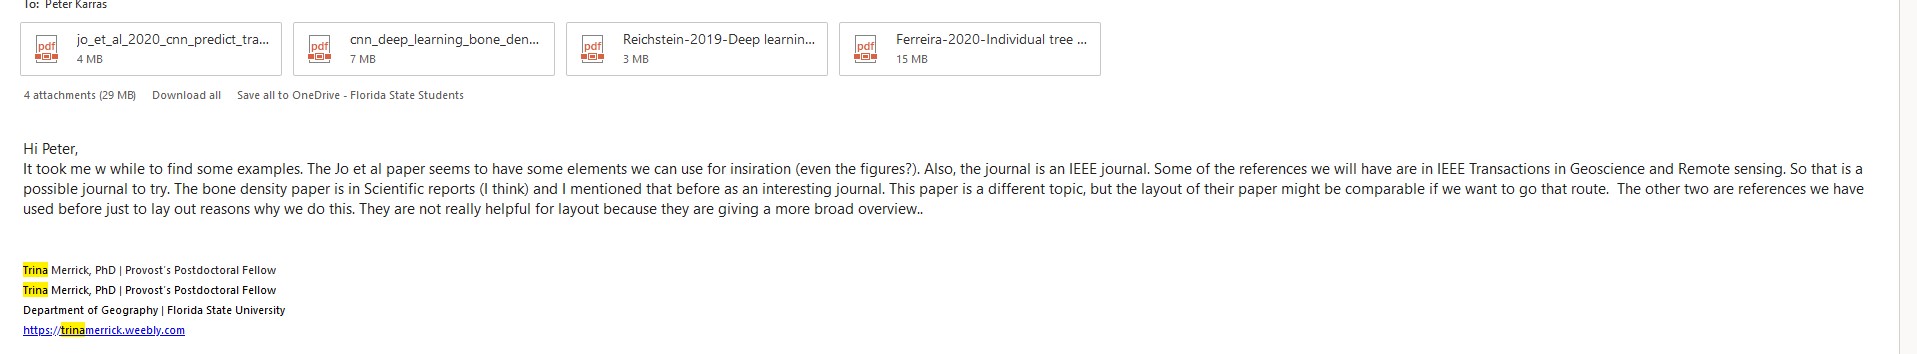 To: Peter Karras
pdf
jo_et_al_2020_cnn_predict_tra...
4 MB
pdf
cnn_deep_learning_bone_den...
7 MB
pdf
Reichstein-2019-Deep learnin...
3 MB
pdf
Ferreira-2020-Individual tree ...
15 MB
4 attachments (29 MB) Download all Save all to OneDrive - Florida State Students
Hi Peter,
It took me w while to find some examples. The Jo et al paper seems to have some elements we can use for insiration (even the figures?). Also, the journal is an IEEE journal. Some of the references we will have are in IEEE Transactions in Geoscience and Remote sensing. So that is a
possible journal to try. The bone density paper is in Scientific reports (I think) and I mentioned that before as an interesting journal. This paper is a different topic, but the layout of their paper might be comparable if we want to go that route. The other two are references we have
used before just to lay out reasons why we do this. They are not really helpful for layout because they are giving a more broad overview..
Trina Merrick, PhD | Provost's Postdoctoral Fellow
Trina Merrick, PhD | Provost's Postdoctoral Fellow
Department of Geography | Florida State University
https://trinamerrick.weebly.com